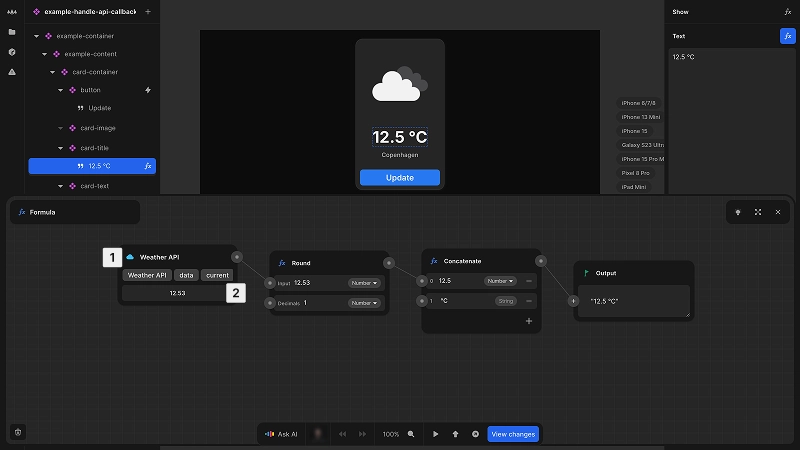 example-handle-api-callback
example-container
example-content
card-container
button
Update
card-image
card-title
12.5 °C
card-text
12.5 °C
Copenhagen
Update
iPhone 6/7/8
iPhone 13 Mini
iPhone 15
Galaxy S23 Ultra
iPhone 15 Pro M
Pixel 8 Pro
iPad Mini
Show
fx
Text
fx
12.5 °C
fx
fx Formula
1
Weather API
Weather API data current
12.53
2
fx Round
Input 12.53 Number
Decimals 1 Number
fx Concatenate
0 12.5 Number
1 °C String
Output
"12.5 °C"
Ask AI
100%
View changes